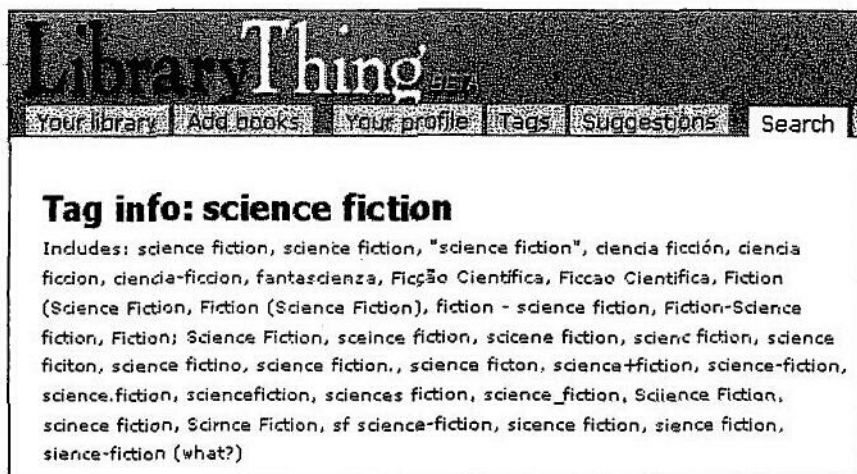 LibraryThing BETA
Your library Add books Your profile Tags Suggestions Search
Tag info: science fiction
Includes: science fiction, science fiction, "science fiction", ciencia ficción, ciencia
ficcion, ciencia-ficcion, fantascienza, Ficção Científica, Ficcao Cientifica, Fiction
(Science Fiction, Fiction (Science Fiction), fiction - science fiction, Fiction-Science
fiction, Fiction; Science Fiction, sceince fiction, scicene fiction, scienc fiction, science
ficiton, science fictino, science fiction., science ficton, science+fiction, science-fiction,
science.fiction, sciencefiction, sciences fiction, science_fiction, Sciience Fiction,
scinece fiction, Scirnce Fiction, sf science-fiction, sicence fiction, sience fiction,
sience-fiction (what?)